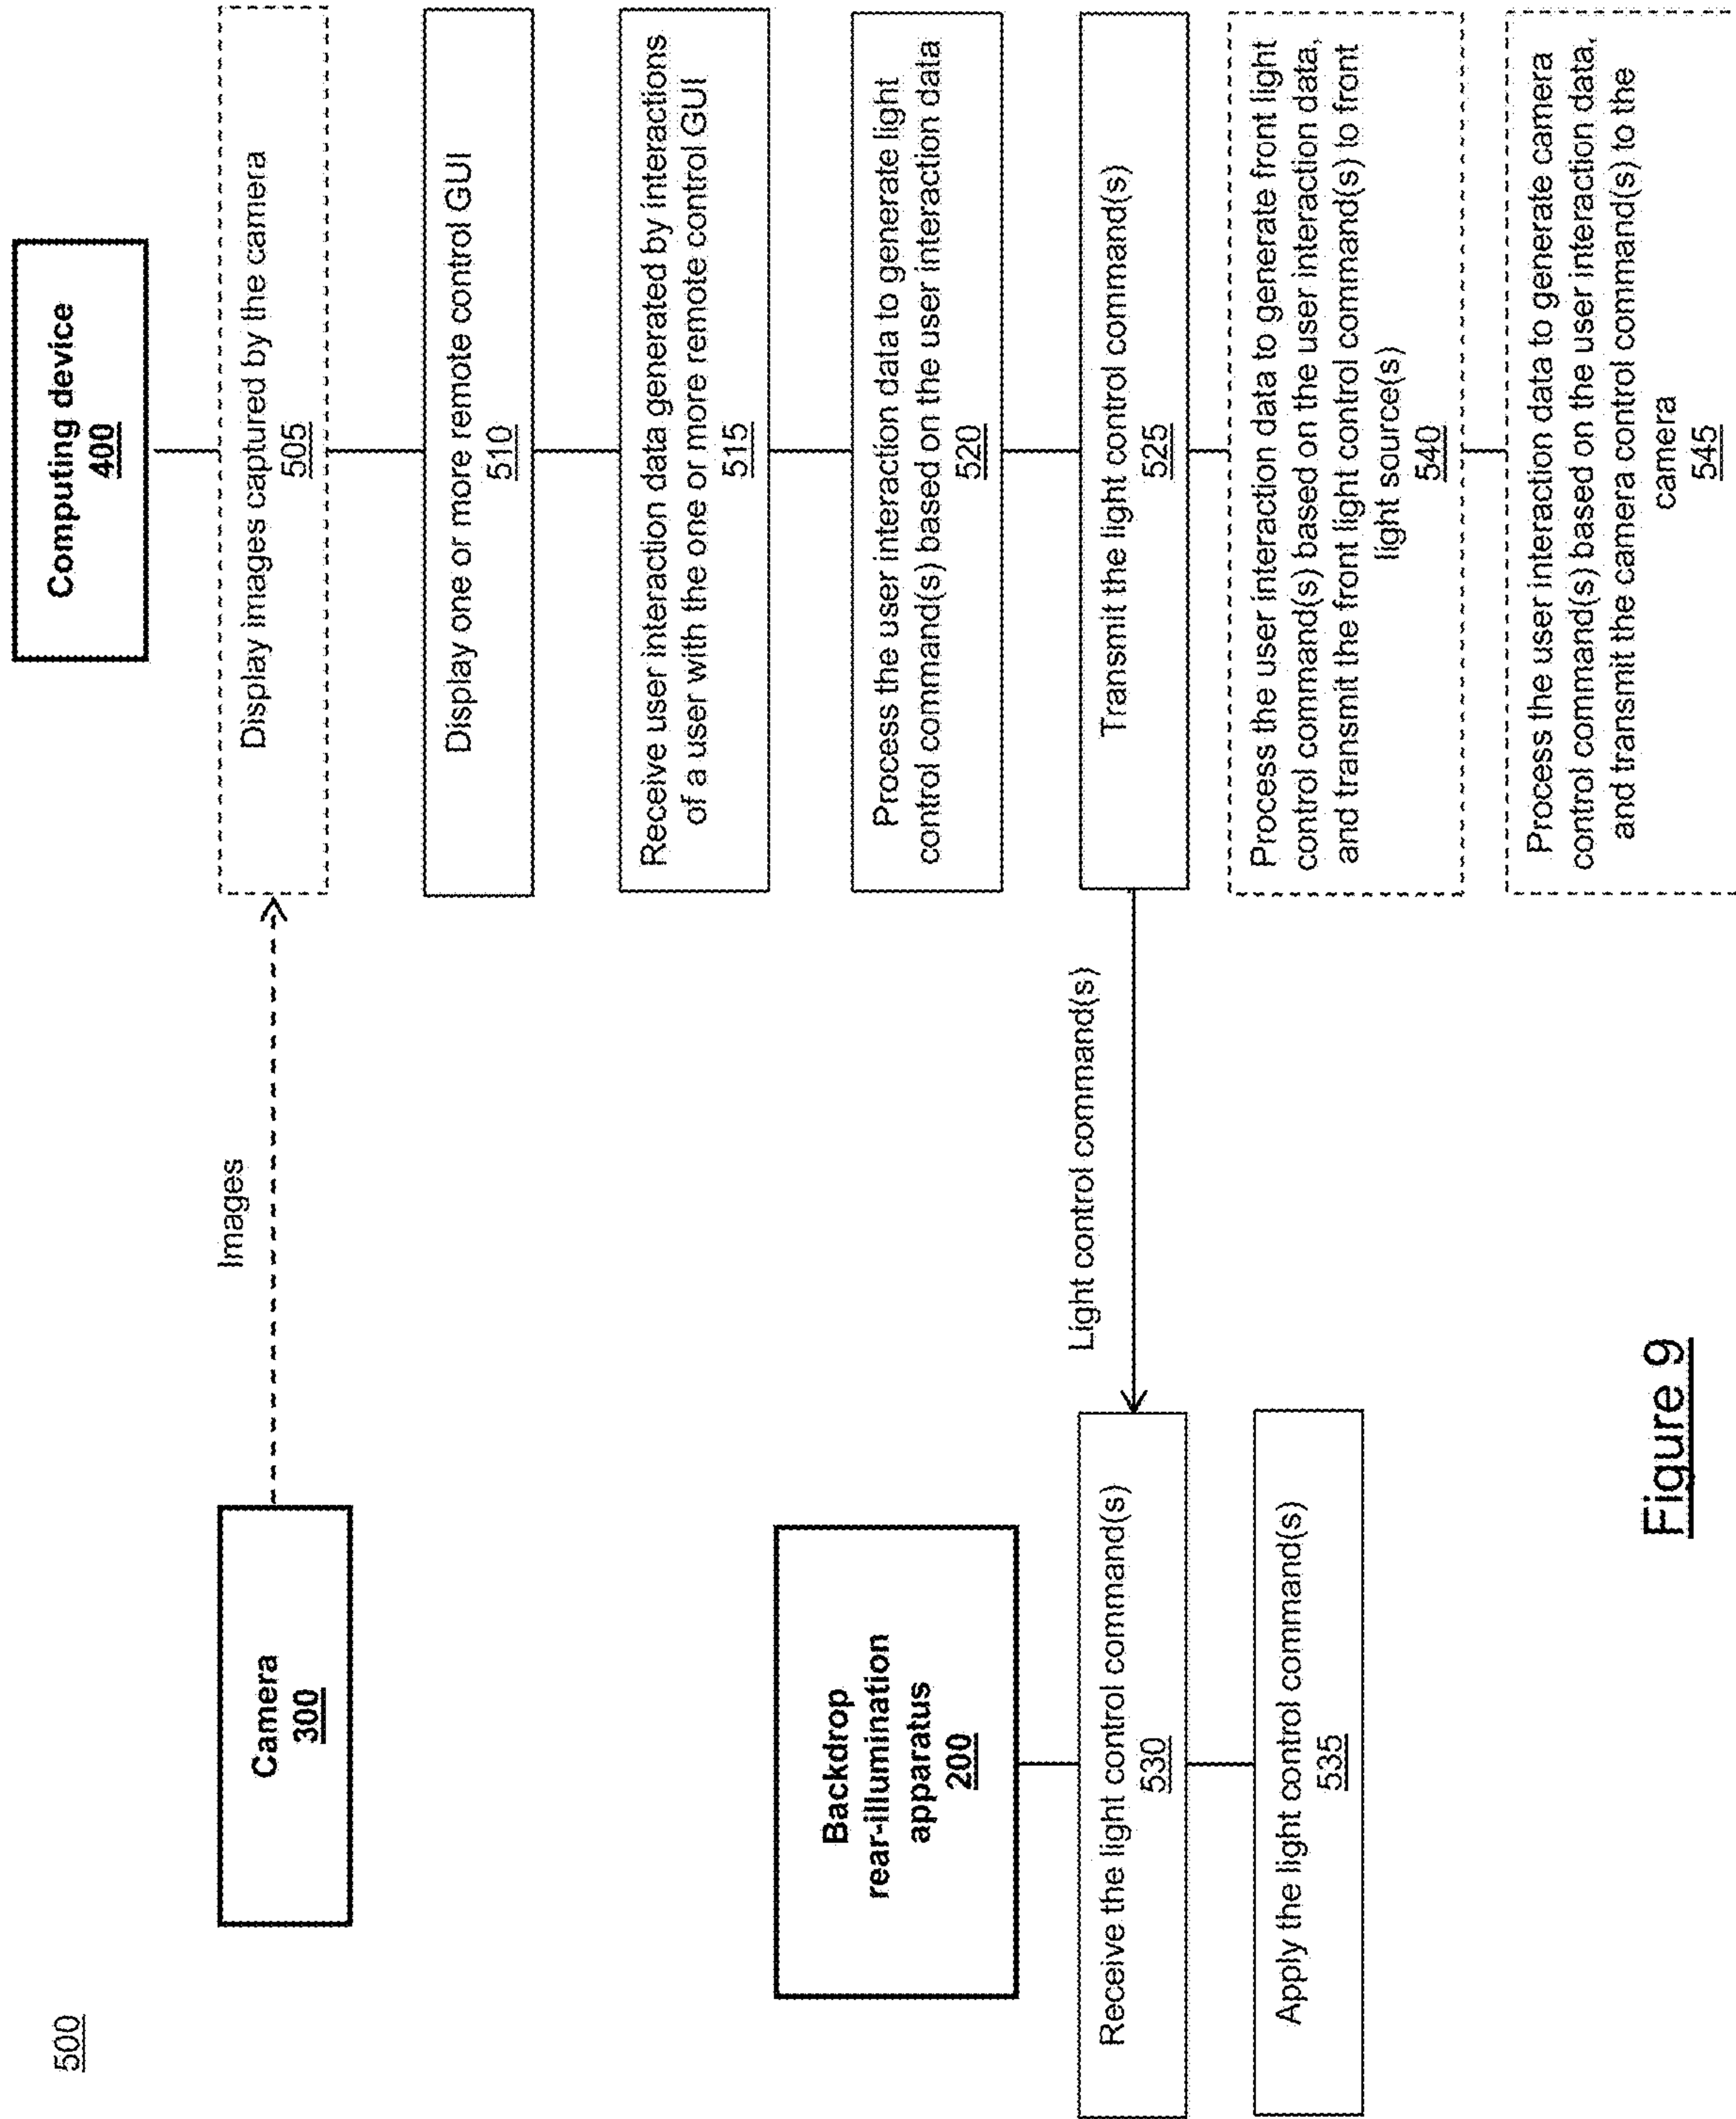 500
Camera
300
Images
Computing device
400
Display images captured by the camera
505
Display one or more remote control GUI
510
Receive user interaction data generated by interactions
of a user with the one or more remote control GUI
515
Process the user interaction data to generate light
control command(s) based on the user interaction data
520
Transmit the light control command(s)
525
Light control command(s)
Backdrop
rear-illumination
apparatus
200
Receive the light control command(s)
530
Apply the light control command(s)
535
Process the user interaction data to generate front light
control command(s) based on the user interaction data,
and transmit the front light control command(s) to front
light source(s)
540
Process the user interaction data to generate camera
control command(s) based on the user interaction data,
and transmit the camera control command(s) to the
camera
545
Figure 9